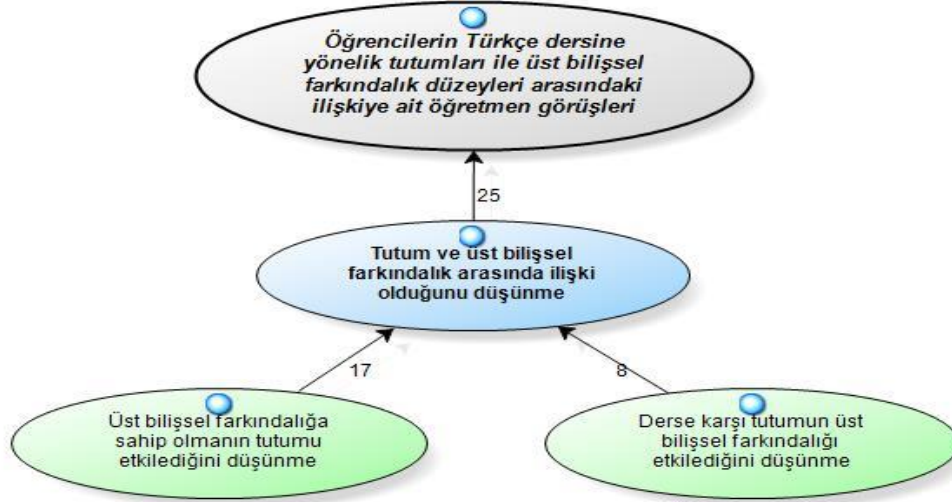 Öğrencilerin Türkçe dersine
yönelik tutumları ile üst bilişsel
farkındalık düzeyleri arasındaki
ilişkiye ait öğretmen görüşleri
25
Tutum ve üst bilişsel
farkındalık arasında ilişki
olduğunu düşünme
17
8
Üst bilişsel farkındalığa
sahip olmanın tutumu
etkilediğini düşünme
Derse karşı tutumun üst
bilişsel farkındalığı
etkilediğini düşünme